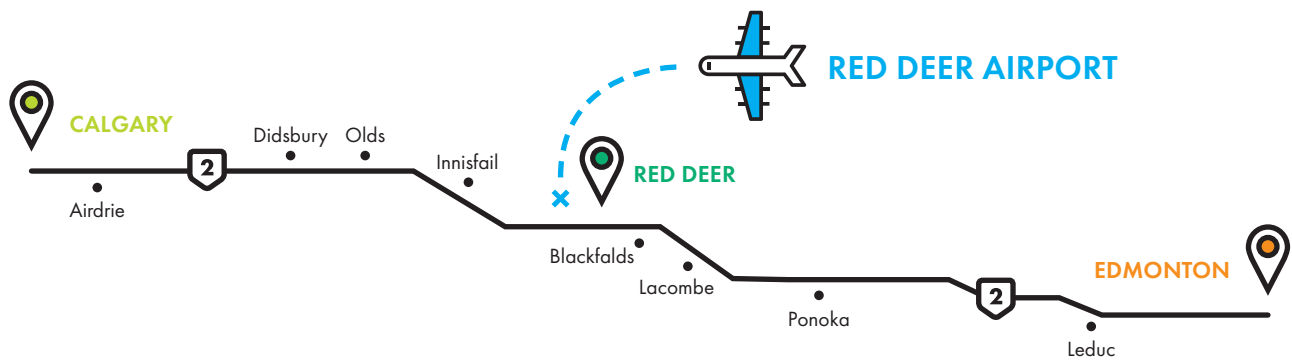 RED DEER AIRPORT
CALGARY
Didsbury
Olds
2
Innisfail
RED DEER
Airdrie
Blackfalds
Lacombe
EDMONTON
2
Ponoka
Leduc